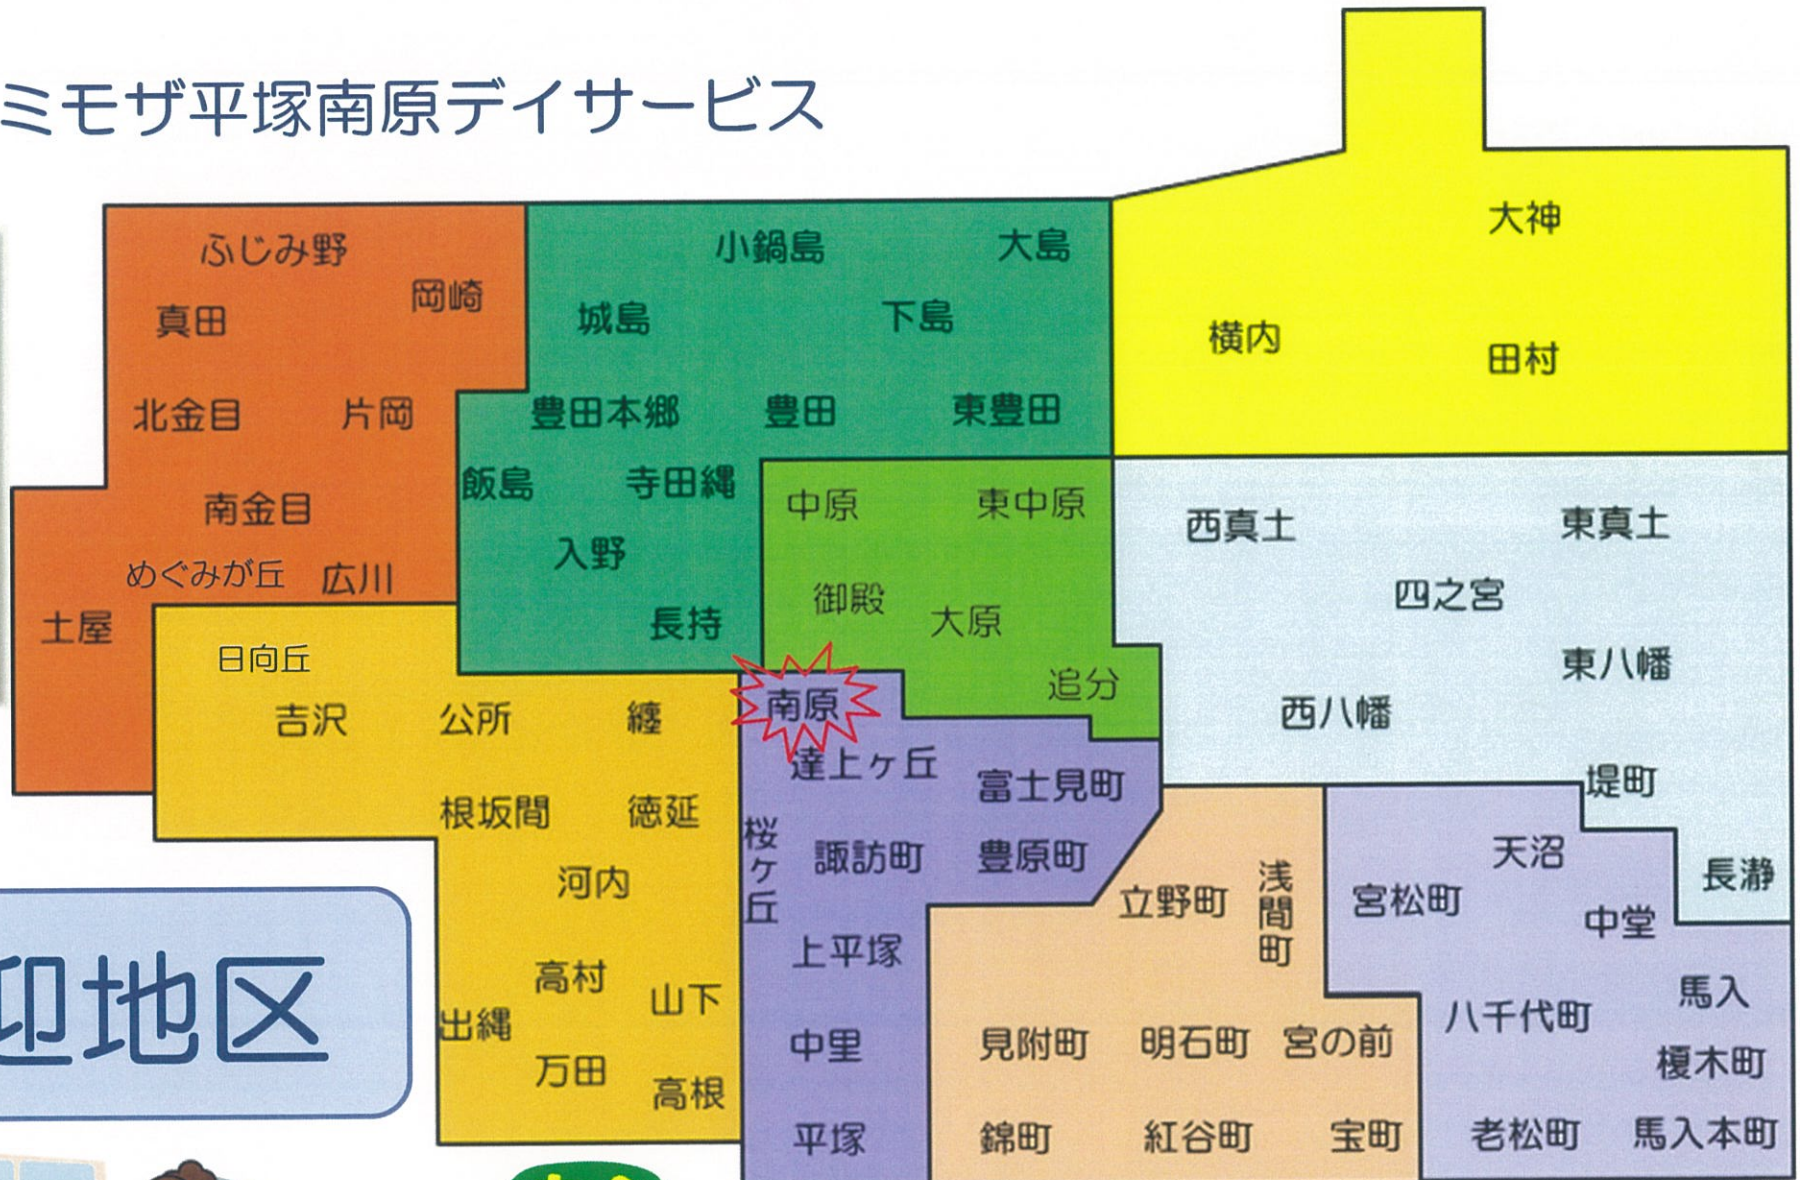 ミモザ平塚南原デイサービス
ふじみ野
岡崎
真田
北金目
片岡
南金目
めぐみが丘
広川
土屋
小鍋島
大島
城島
下島
豊田本郷
豊田
東豊田
飯島
寺田縄
入野
長持
大神
横内
田村
中原
東中原
御殿
大原
追分
西真土
東真土
四之宮
東八幡
西八幡
堤町
長瀞
日向丘
吉沢
公所
纏
根坂間
徳延
河内
高村
山下
出縄
万田
高根
南原
達上ヶ丘
富士見町
桜ヶ丘
諏訪町
豊原町
上平塚
中里
平塚
立野町
浅間町
見附町
明石町
宮の前
錦町
紅谷町
宝町
天沼
宮松町
中堂
馬入
八千代町
榎木町
老松町
馬入本町
迎地区